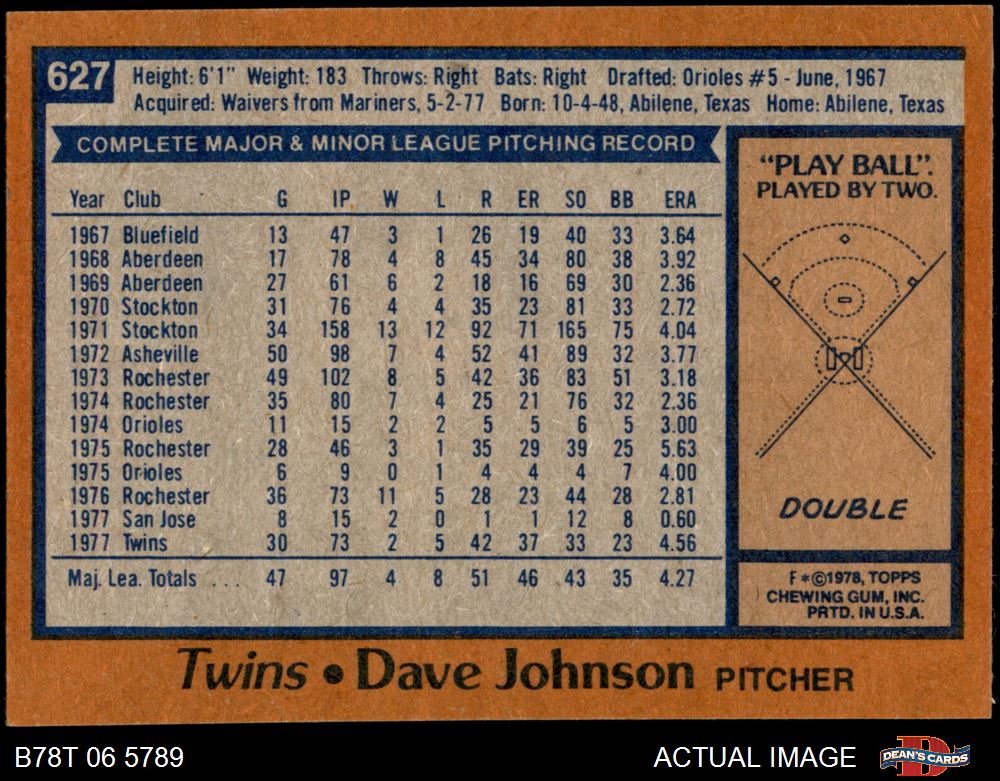 627
Height: 6'1" Weight: 183 Throws: Right Bats: Right Drafted: Orioles #5 - June, 1967
Acquired: Waivers from Mariners, 5-2-77 Born: 10-4-48, Abilene, Texas Home: Abilene, Texas
COMPLETE MAJOR & MINOR LEAGUE PITCHING RECORD
Year Club G IP W L R ER SO BB ERA
1967 Bluefield 13 47 3 1 26 19 40 33 3.64
1968 Aberdeen 17 78 4 8 45 34 80 38 3.92
1969 Aberdeen 27 61 6 2 18 16 69 30 2.36
1970 Stockton 31 76 4 4 35 23 81 33 2.72
1971 Stockton 34 158 13 12 92 71 165 75 4.04
1972 Asheville 50 98 7 4 52 41 89 32 3.77
1973 Rochester 49 102 8 5 42 36 83 51 3.18
1974 Rochester 35 80 7 4 25 21 76 32 2.36
1974 Orioles 11 15 2 2 5 5 6 5 3.00
1975 Rochester 28 46 3 1 35 29 39 25 5.63
1975 Orioles 6 9 0 1 4 4 4 7 4.00
1976 Rochester 36 73 11 5 28 23 44 28 2.81
1977 San Jose 8 15 2 0 1 1 12 8 0.60
1977 Twins 30 73 2 5 42 37 33 23 4.56
Maj. Lea. Totals ... 47 97 4 8 51 46 43 35 4.27
"PLAY BALL".
PLAYED BY TWO.
DOUBLE
F*©1978, TOPPS
CHEWING GUM, INC.
PRTD. IN U.S.A.
Twins • Dave Johnson PITCHER
B78T 06 5789
ACTUAL IMAGE
DEAN'S CARDS